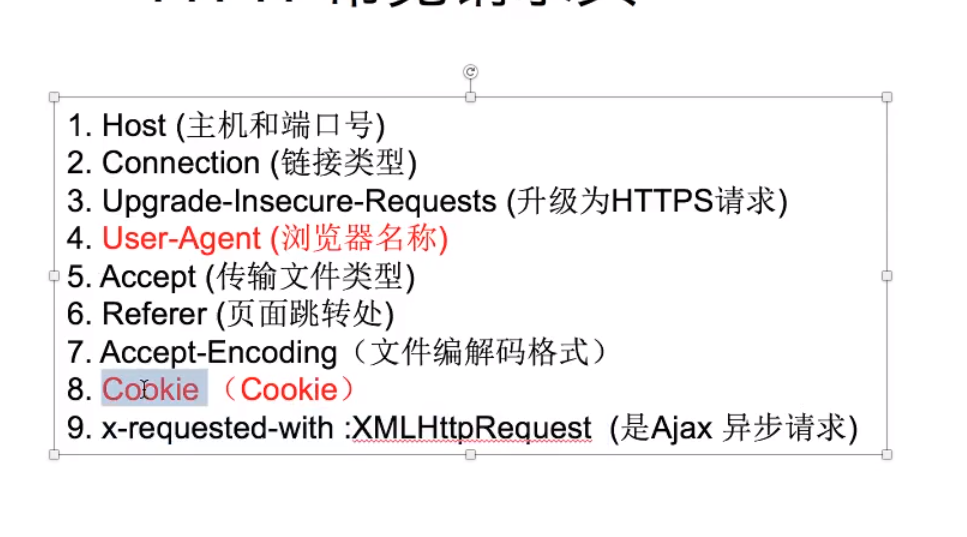 1. Host (主机和端口号)
2. Connection (链接类型)
3. Upgrade-Insecure-Requests (升级为HTTPS请求)
4. User-Agent (浏览器名称)
5. Accept (传输文件类型)
6. Referer (页面跳转处)
7. Accept-Encoding（文件编解码格式）
8. Cookie （Cookie）
9. x-requested-with :XMLHttpRequest  (是Ajax 异步请求)